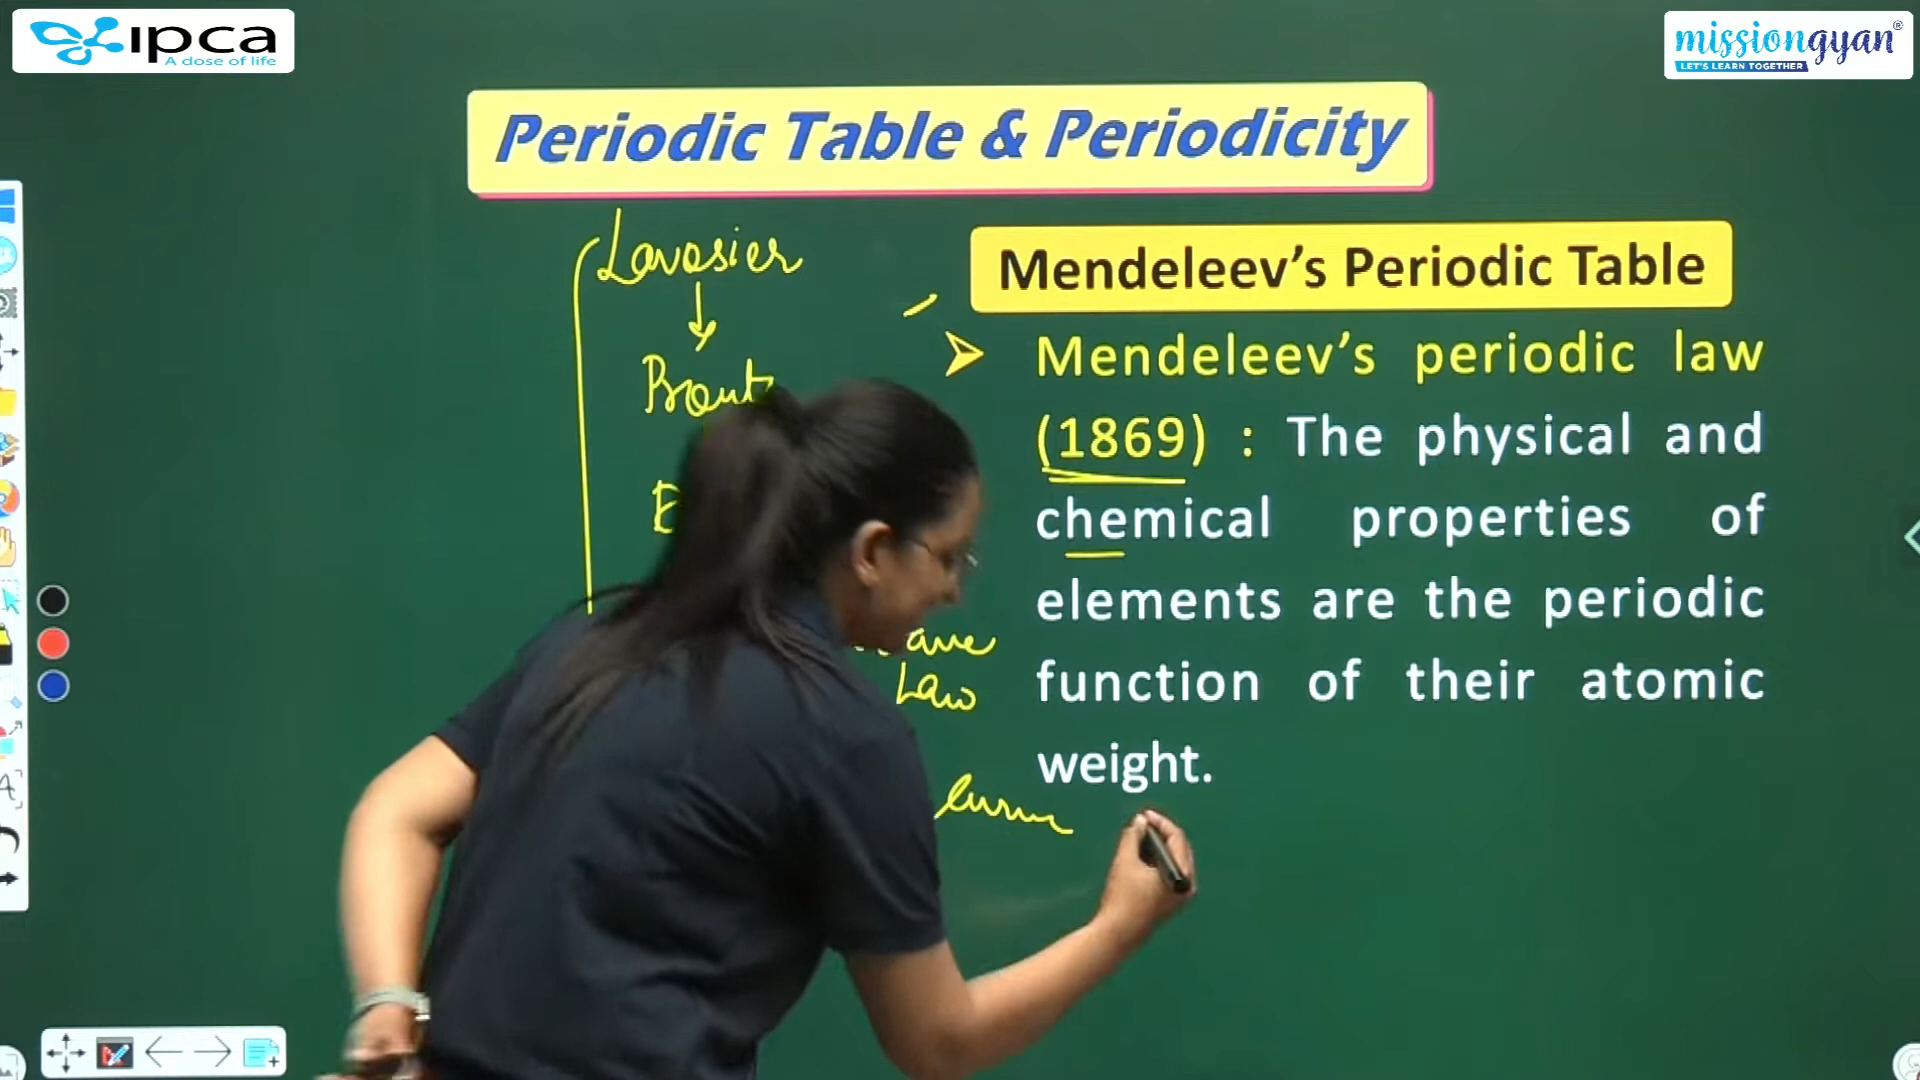 ipca
A dose of life
missiongyan®
LET'S LEARN TOGETHER
Periodic Table & Periodicity
Lavosier
Mendeleev's Periodic Table
➤ Mendeleev's periodic law
(1869) : The physical and
chemical properties of
elements are the periodic
function of their atomic
weight.
Law